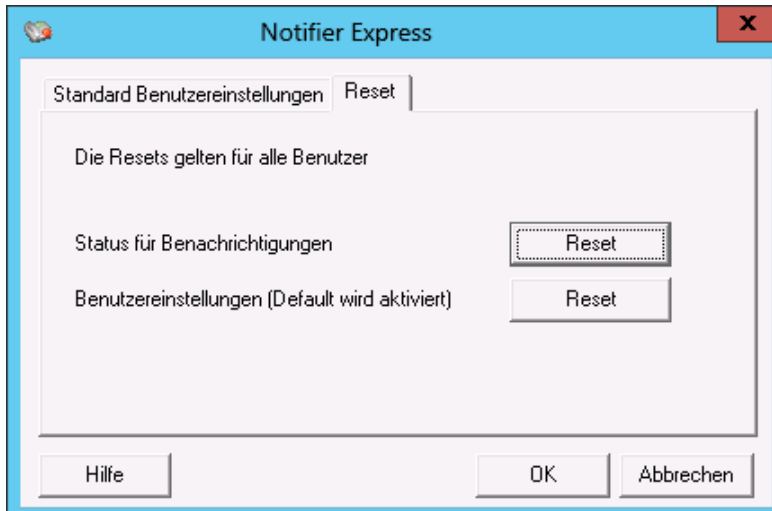 Notifier Express
x
Standard Benutzereinstellungen Reset
Die Resets gelten für alle Benutzer
Status für Benachrichtigungen Reset
Benutzereinstellungen (Default wird aktiviert) Reset
Hilfe OK Abbrechen